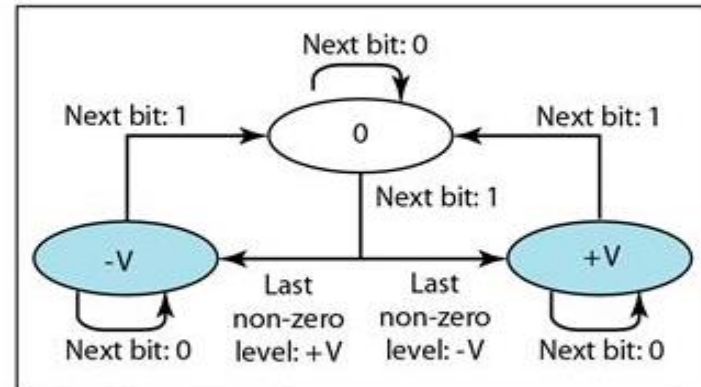 Next bit: 0
Next bit: 1
0
Next bit: 1
Next bit: 1
-V
+V
Last
non-zero
level: +V
Last
non-zero
level: -V
Next bit: 0
Next bit: 0